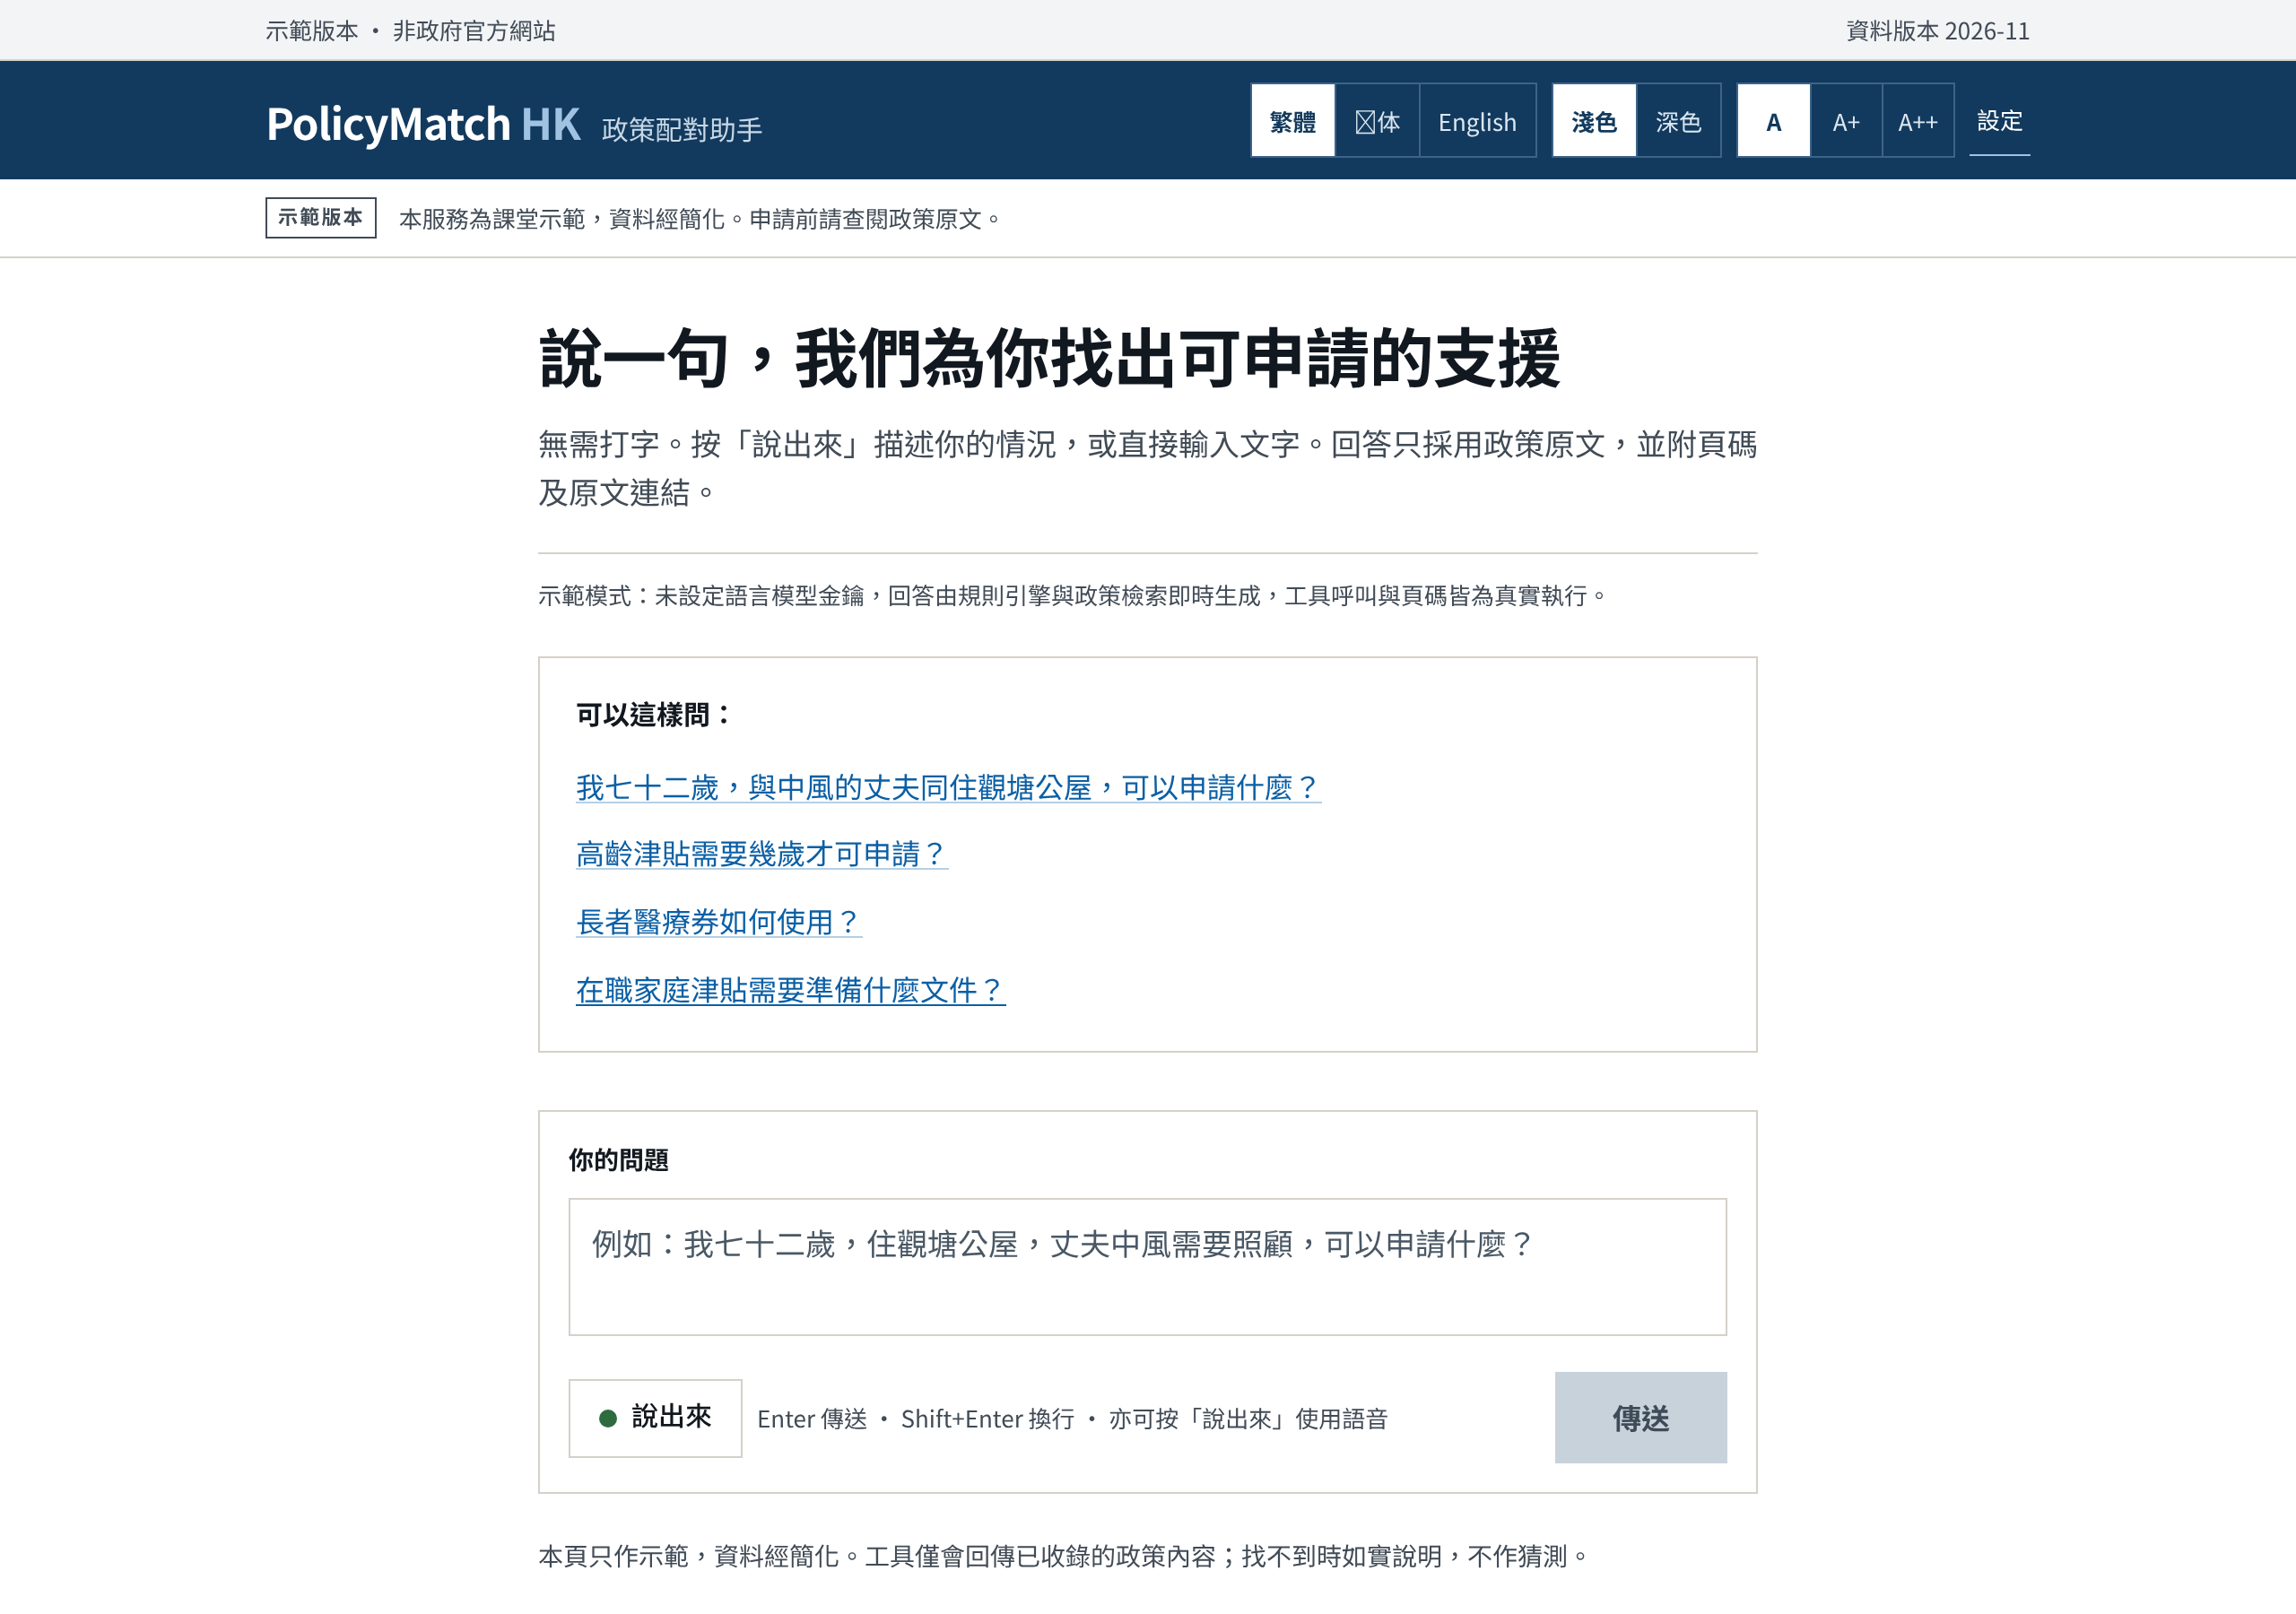 示範版本 · 非政府官方網站
資料版本 2026-11
PolicyMatch HK 政策配對助手
繁體 体 English 淺色 深色 A A+ A++ 設定
示範版本 本服務為課堂示範，資料經簡化。申請前請查閱政策原文。
說一句，我們為你找出可申請的支援
無需打字。按「說出來」描述你的情況，或直接輸入文字。回答只採用政策原文，並附頁碼
及原文連結。
示範模式：未設定語言模型金鑰，回答由規則引擎與政策檢索即時生成，工具呼叫與頁碼皆為真實執行。
可以這樣問：
我七十二歲，與中風的丈夫同住觀塘公屋，可以申請什麼？
高齡津貼需要幾歲才可申請？
長者醫療券如何使用？
在職家庭津貼需要準備什麼文件？
你的問題
例如：我七十二歲，住觀塘公屋，丈夫中風需要照顧，可以申請什麼？
說出來 Enter 傳送 · Shift+Enter 換行 · 亦可按「說出來」使用語音 傳送
本頁只作示範，資料經簡化。工具僅會回傳已收錄的政策內容；找不到時如實說明，不作猜測。